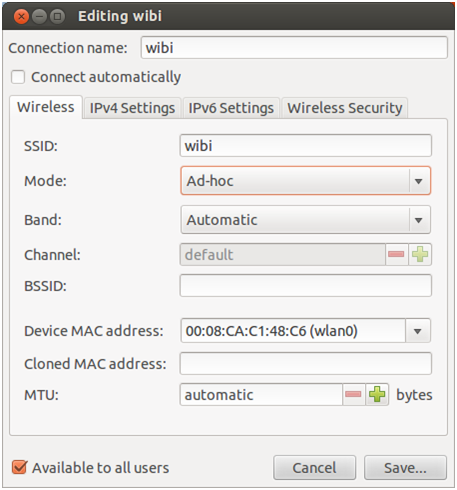 Editing wibi
Connection name: wibi
Connect automatically
Wireless IPv4 Settings IPv6 Settings Wireless Security
SSID: wibi
Mode: Ad-hoc
Band: Automatic
Channel: default
BSSID:
Device MAC address: 00:08:CA:C1:48:C6 (wlan0)
Cloned MAC address:
MTU: automatic bytes
Available to all users Cancel Save...